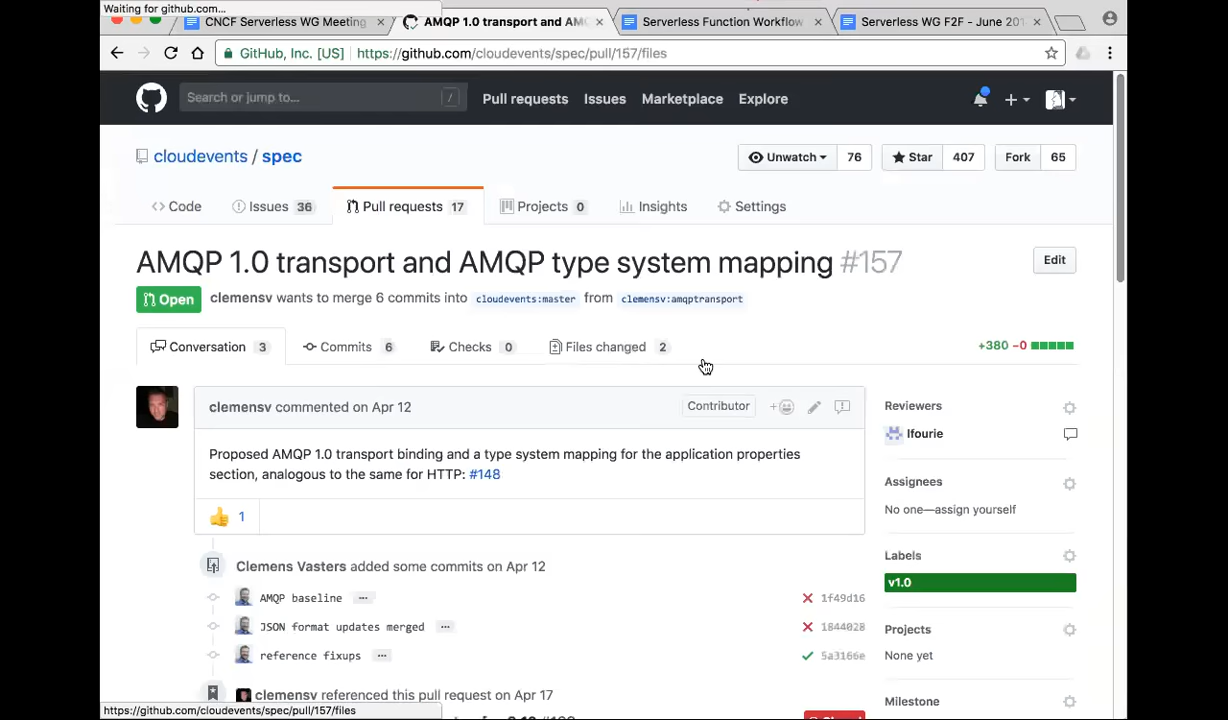 Waiting for github.com...
CNCF Serverless WG Meeting
AMQP 1.0 transport and AM
Serverless Function Workflow
Serverless WG F2F - June 201
GitHub, Inc. [US]
https://github.com/cloudevents/spec/pull/157/files
Search or jump to...
/
Pull requests
Issues
Marketplace
Explore
cloudevents / spec
Unwatch 76
Star 407
Fork 65
Code
Issues 36
Pull requests 17
Projects 0
Insights
Settings
AMQP 1.0 transport and AMQP type system mapping #157
Edit
Open
clemensv wants to merge 6 commits into cloudevents:master from clemensv:amqptransport
Conversation 3
Commits 6
Checks 0
Files changed 2
+380 −0
clemensv commented on Apr 12
Contributor
Proposed AMQP 1.0 transport binding and a type system mapping for the application properties
section, analogous to the same for HTTP: #148
1
Clemens Vasters added some commits on Apr 12
AMQP baseline ... 1f49d16
JSON format updates merged ... 1844028
reference fixups ... 5a3166e
clemensv referenced this pull request on Apr 17
Reviewers
lfourie
Assignees
No one—assign yourself
Labels
v1.0
Projects
None yet
Milestone
https://github.com/cloudevents/spec/pull/157/files